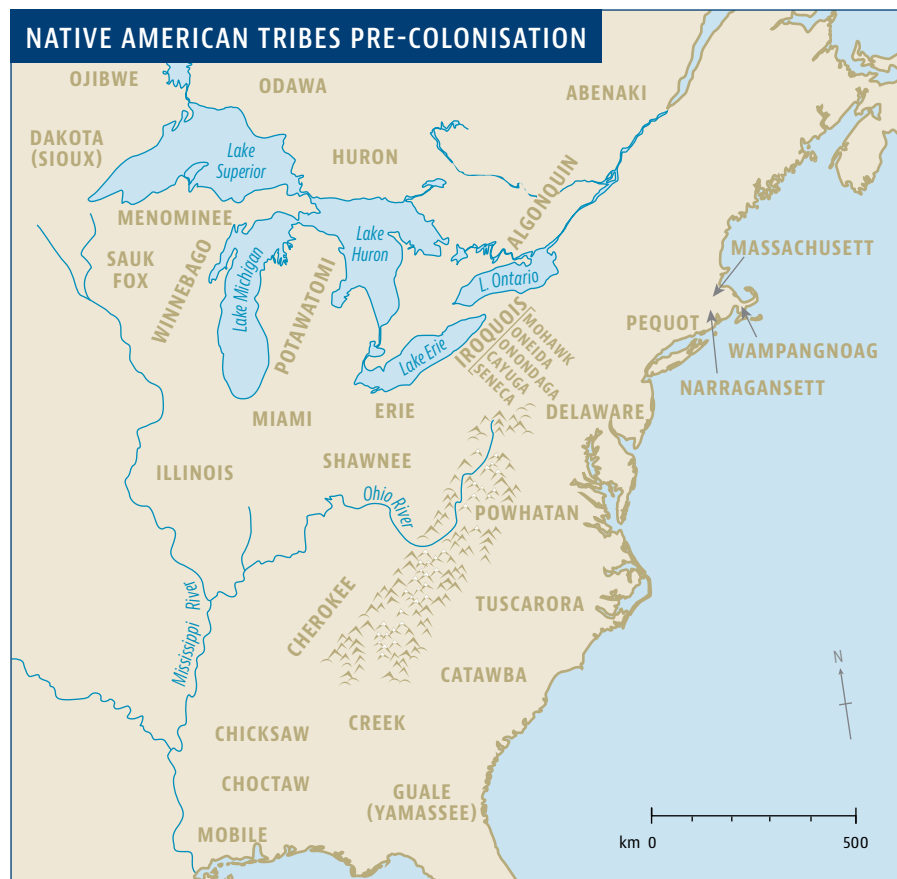 NATIVE AMERICAN TRIBES PRE-COLONISATION
OJIBWE
ODAWA
ABENAKI
DAKOTA
(SIOUX)
Lake
Superior
HURON
ALGONQUIN
MENOMINEE
SAUK
FOX
WINNEBAGO
Lake Michigan
POTAWATOMI
Lake
Huron
L. Ontario
MASSACHUSETT
IROQUOIS
MOHAWK
ONEIDA
ONONDAGA
CAYUGA
SENECA
Lake Erie
PEQUOT
WAMPANGNOAG
NARRAGANSETT
MIAMI
ERIE
DELAWARE
ILLINOIS
SHAWNEE
Ohio
River
POWHATAN
Mississippi River
CHEROKEE
TUSCARORA
CATAWBA
N
CHICKSAW
CREEK
CHOCTAW
GUALE
(YAMASSEE)
MOBILE
km 0 500